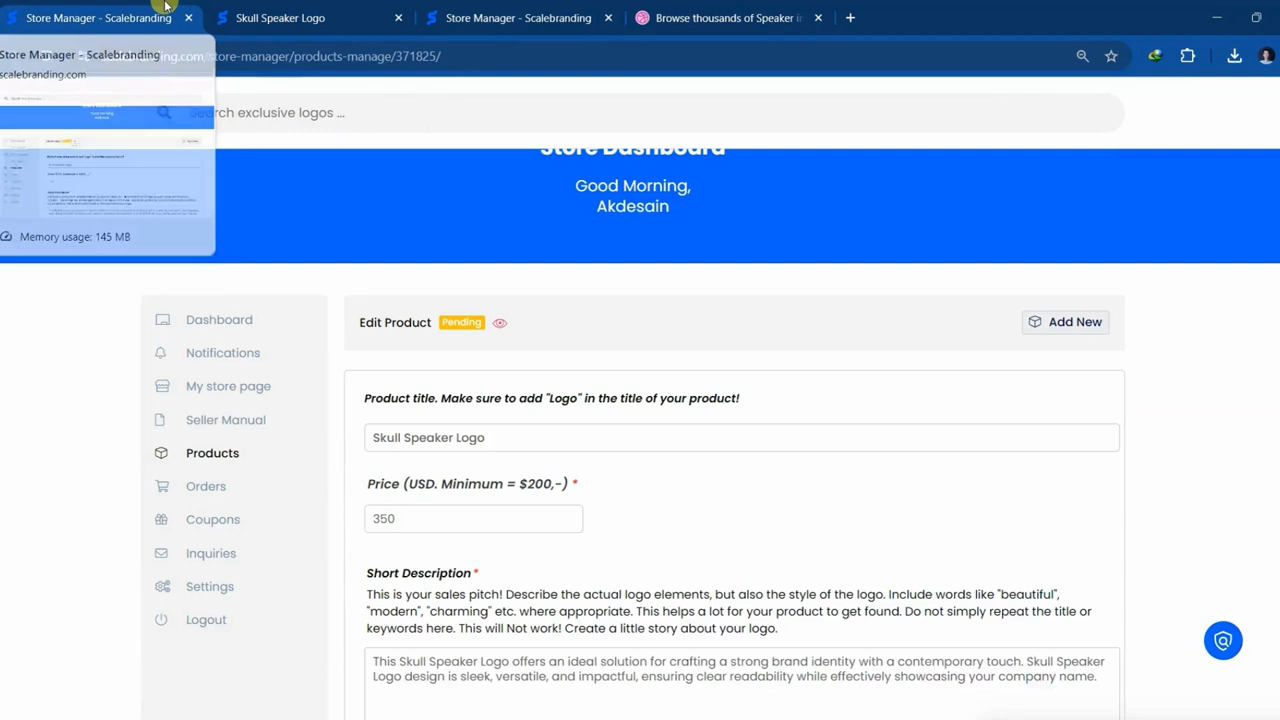 Store Manager - Scalebranding
Skull Speaker Logo
Store Manager - Scalebranding
Browse thousands of Speaker i
Store Manager - Scalebranding
scalebranding.com
.com/store-manager/products-manage/371825/
Search exclusive logos ...
Store Dashboard
Good Morning,
Akdesain
Memory usage: 145 MB
Dashboard
Notifications
My store page
Seller Manual
Products
Orders
Coupons
Inquiries
Settings
Logout
Edit Product Pending
Add New
Product title. Make sure to add "Logo" in the title of your product!
Skull Speaker Logo
Price (USD. Minimum = $200,-) *
350
Short Description *
This is your sales pitch! Describe the actual logo elements, but also the style of the logo. Include words like "beautiful",
"modern", "charming" etc. where appropriate. This helps a lot for your product to get found. Do not simply repeat the title or
keywords here. This will Not work! Create a little story about your logo.
This Skull Speaker Logo offers an ideal solution for crafting a strong brand identity with a contemporary touch. Skull Speaker
Logo design is sleek, versatile, and impactful, ensuring clear readability while effectively showcasing your company name.